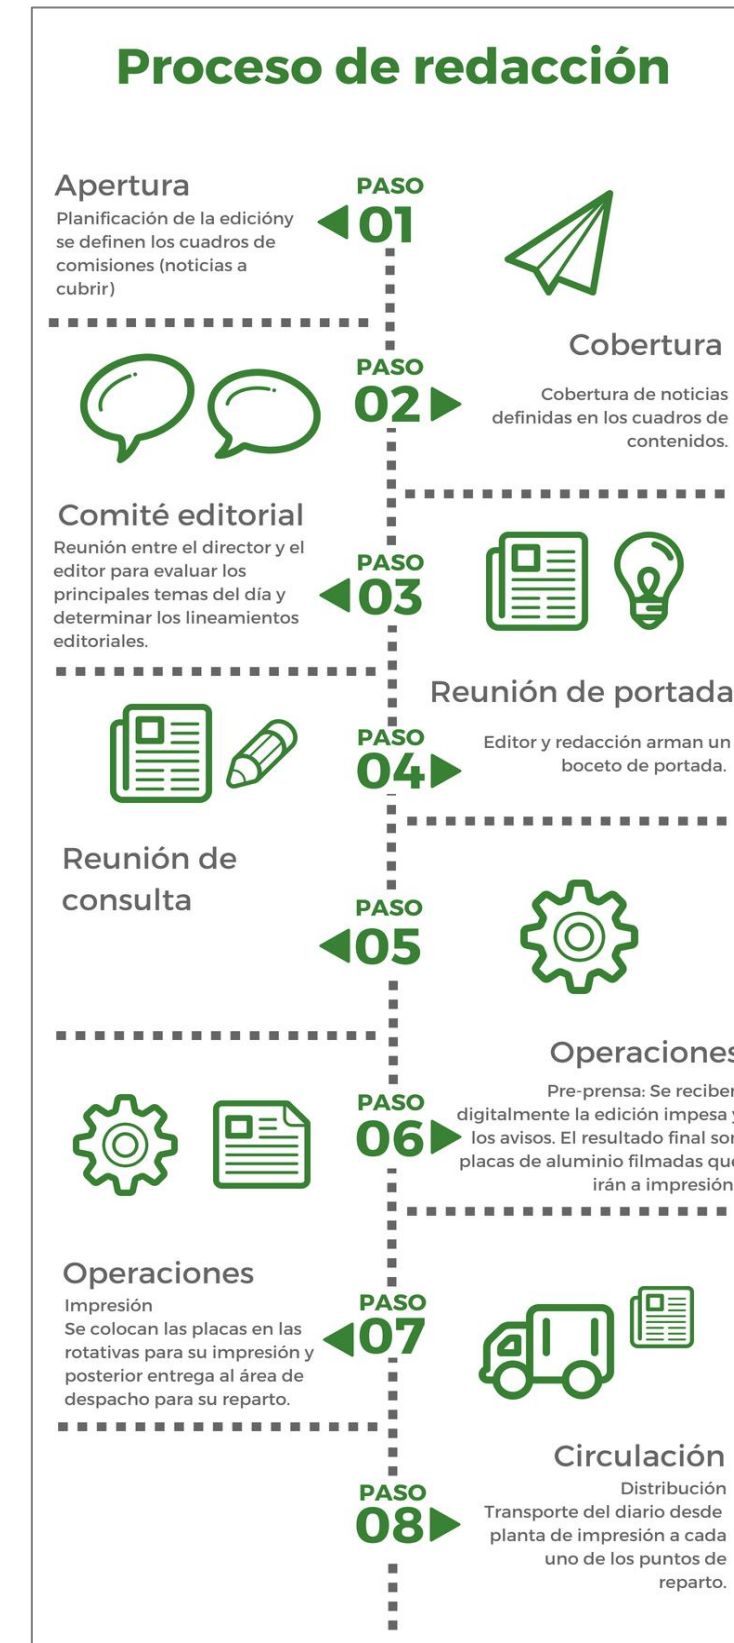 Proceso de redacción
Apertura
Planificación de la edicióny
se definen los cuadros de
comisiones (noticias a
cubrir)
PASO
01
PASO
02
Cobertura
Cobertura de noticias
definidas en los cuadros de
contenidos.
Comité editorial
Reunión entre el director y el
editor para evaluar los
principales temas del día y
determinar los lineamientos
editoriales.
PASO
03
Reunión de portada
Editor y redacción arman un
boceto de portada.
PASO
04
Reunión de
consulta
PASO
05
Operaciones
Pre-prensa: Se reciben
digitalmente la edición impesa y
los avisos. El resultado final son
placas de aluminio filmadas que
irán a impresión
PASO
06
Operaciones
Impresión
Se colocan las placas en las
rotativas para su impresión y
posterior entrega al área de
despacho para su reparto.
PASO
07
Circulación
Distribución
Transporte del diario desde
planta de impresión a cada
uno de los puntos de
reparto.
PASO
08